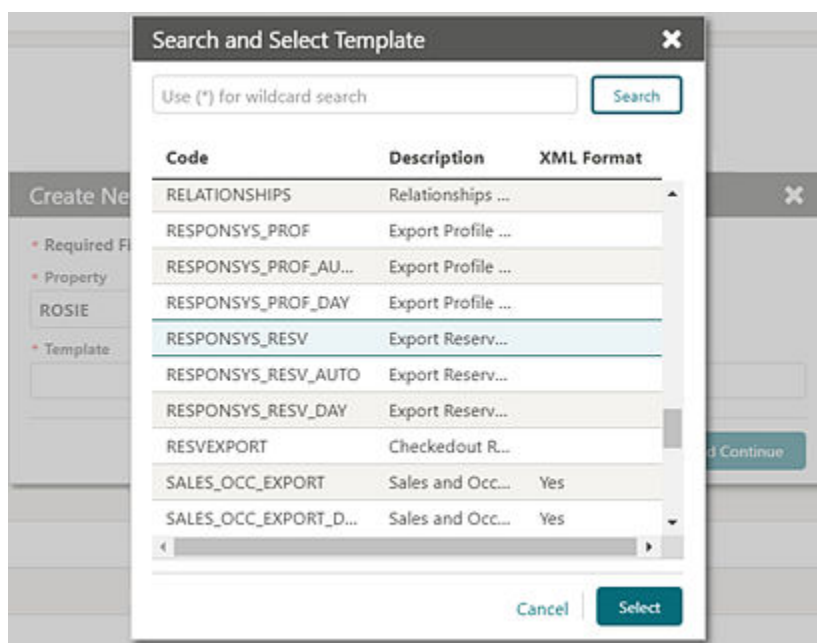 Search and Select Template
Use (*) for wildcard search
Search
Code Description XML Format
RELATIONSHIPS Relationships ...
RESPONSYS_PROF Export Profile ...
RESPONSYS_PROF_AU... Export Profile ...
RESPONSYS_PROF_DAY Export Profile ...
RESPONSYS_RESV Export Reserv...
RESPONSYS_RESV_AUTO Export Reserv...
RESPONSYS_RESV_DAY Export Reserv...
RESVEXPORT Checkedout R...
SALES_OCC_EXPORT Sales and Occ... Yes
SALES_OCC_EXPORT_D... Sales and Occ... Yes
Cancel Select
Create Ne
* Required Fi
* Property
ROSIE
* Template
d Continue